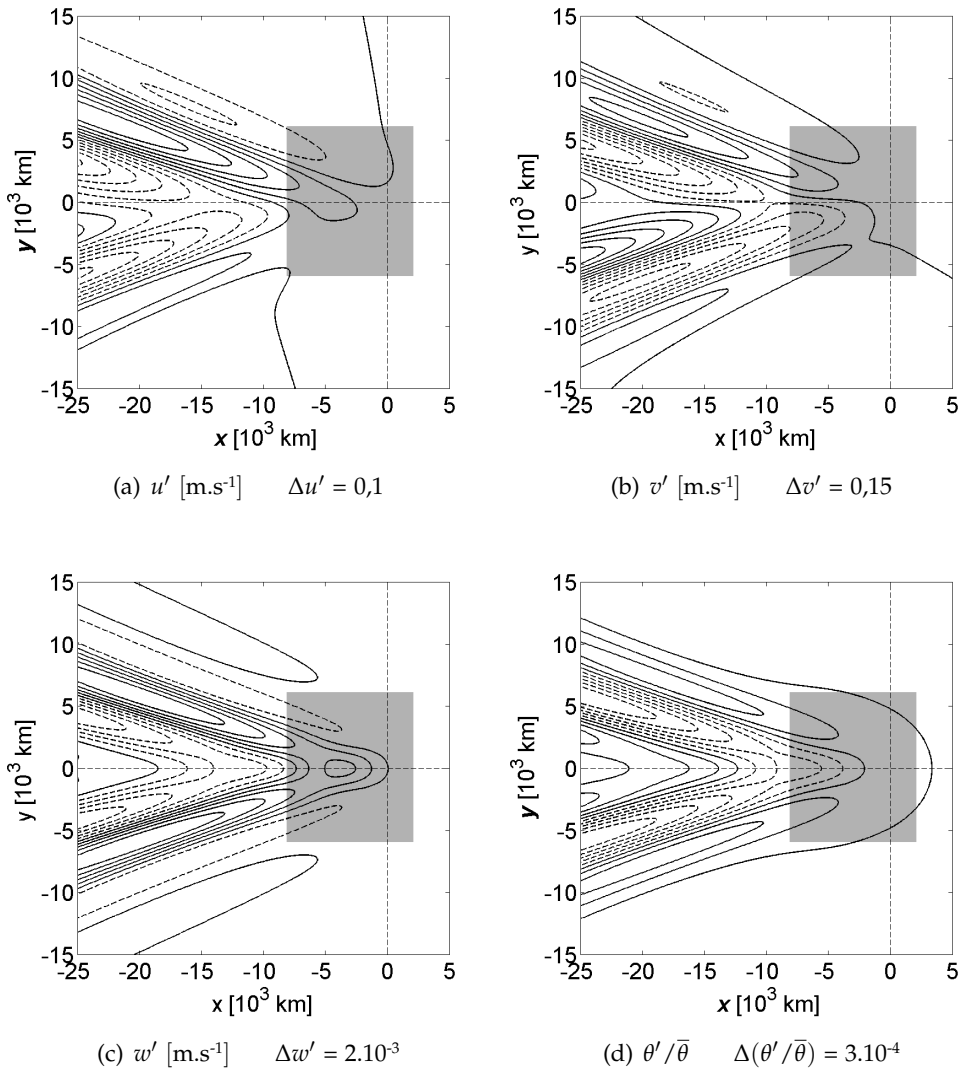 15
10
5
0
-5
-10
-15
y [10³ km]
-25 -20 -15 -10 -5 0 5
x [10³ km]
(a) u′ [m.s⁻¹] Δu′ = 0,1
15
10
5
0
-5
-10
-15
y [10³ km]
-25 -20 -15 -10 -5 0 5
x [10³ km]
(b) v′ [m.s⁻¹] Δv′ = 0,15
15
10
5
0
-5
-10
-15
y [10³ km]
-25 -20 -15 -10 -5 0 5
x [10³ km]
(c) w′ [m.s⁻¹] Δw′ = 2.10⁻³
15
10
5
0
-5
-10
-15
y [10³ km]
-25 -20 -15 -10 -5 0 5
x [10³ km]
(d) θ′/θ̅ Δ(θ′/θ̅) = 3.10⁻⁴